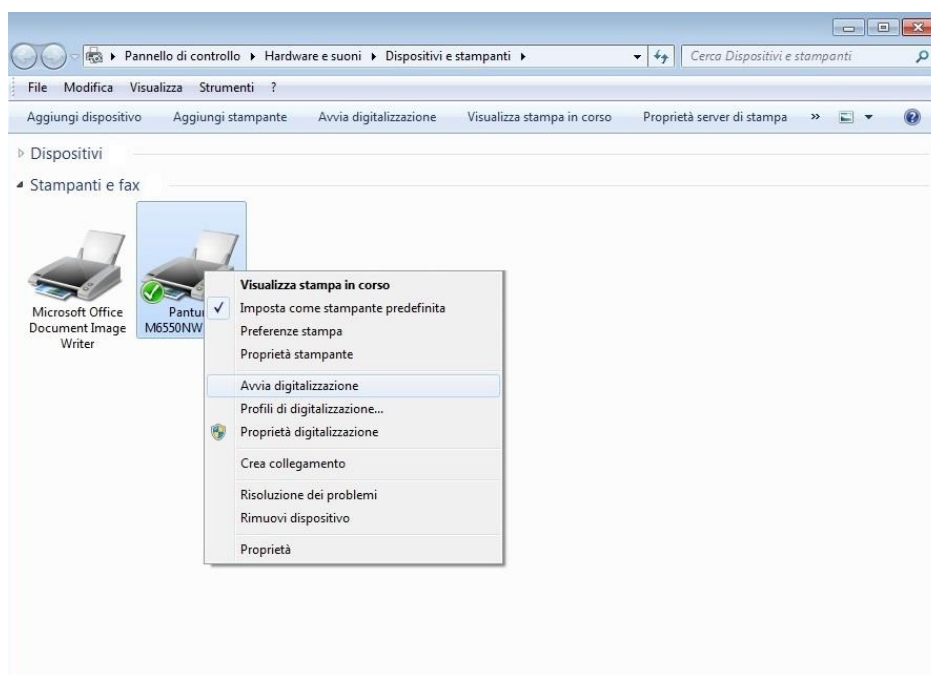 Pannello di controllo Hardware e suoni Dispositivi e stampanti Cerca Dispositivi e stampanti
File Modifica Visualizza Strumenti ?
Aggiungi dispositivo Aggiungi stampante Avvia digitalizzazione Visualizza stampa in corso Proprietà server di stampa »
Dispositivi
Stampanti e fax
Microsoft Office
Document Image
Writer
M6550NW
Visualizza stampa in corso
Imposta come stampante predefinita
Preferenze stampa
Proprietà stampante
Avvia digitalizzazione
Profili di digitalizzazione...
Proprietà digitalizzazione
Crea collegamento
Risoluzione dei problemi
Rimuovi dispositivo
Proprietà